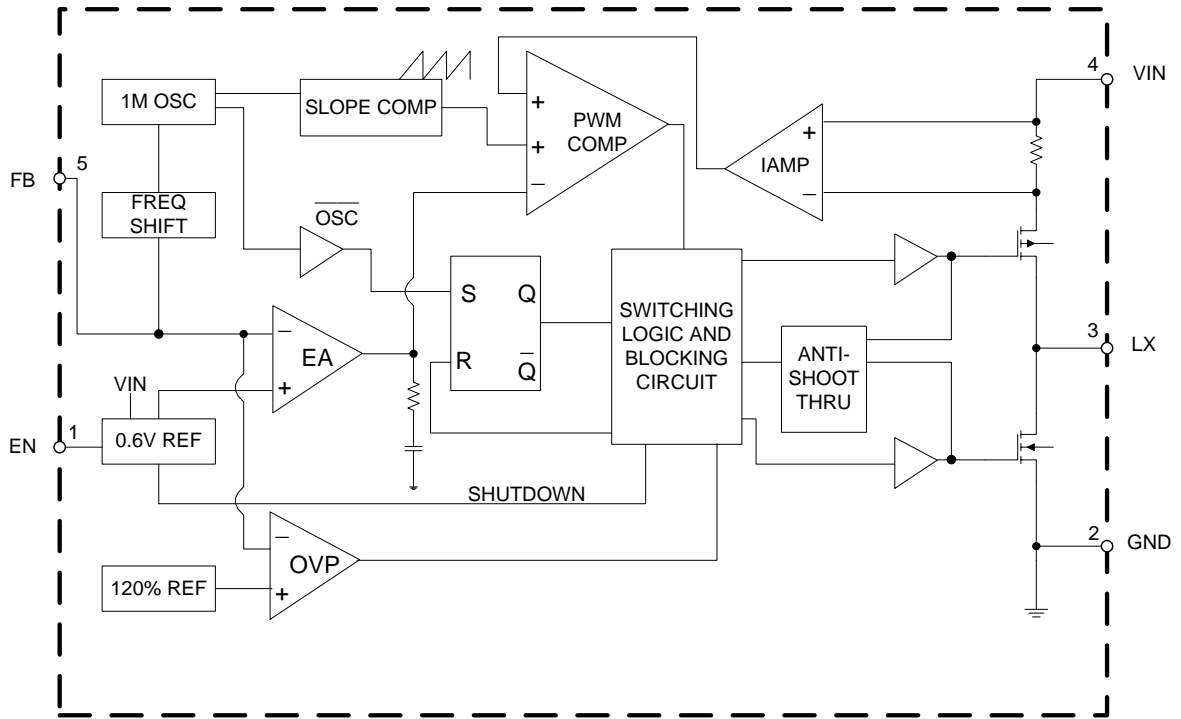 4
VIN
1M OSC
SLOPE COMP
+
+
−
PWM
COMP
+
−
IAMP
FB
5
FREQ
SHIFT
OSC
S
Q
R
Q
SWITCHING
LOGIC AND
BLOCKING
CIRCUIT
ANTI-
SHOOT
THRU
3
LX
−
EA
+
VIN
EN
1
0.6V REF
SHUTDOWN
−
OVP
+
120% REF
2
GND